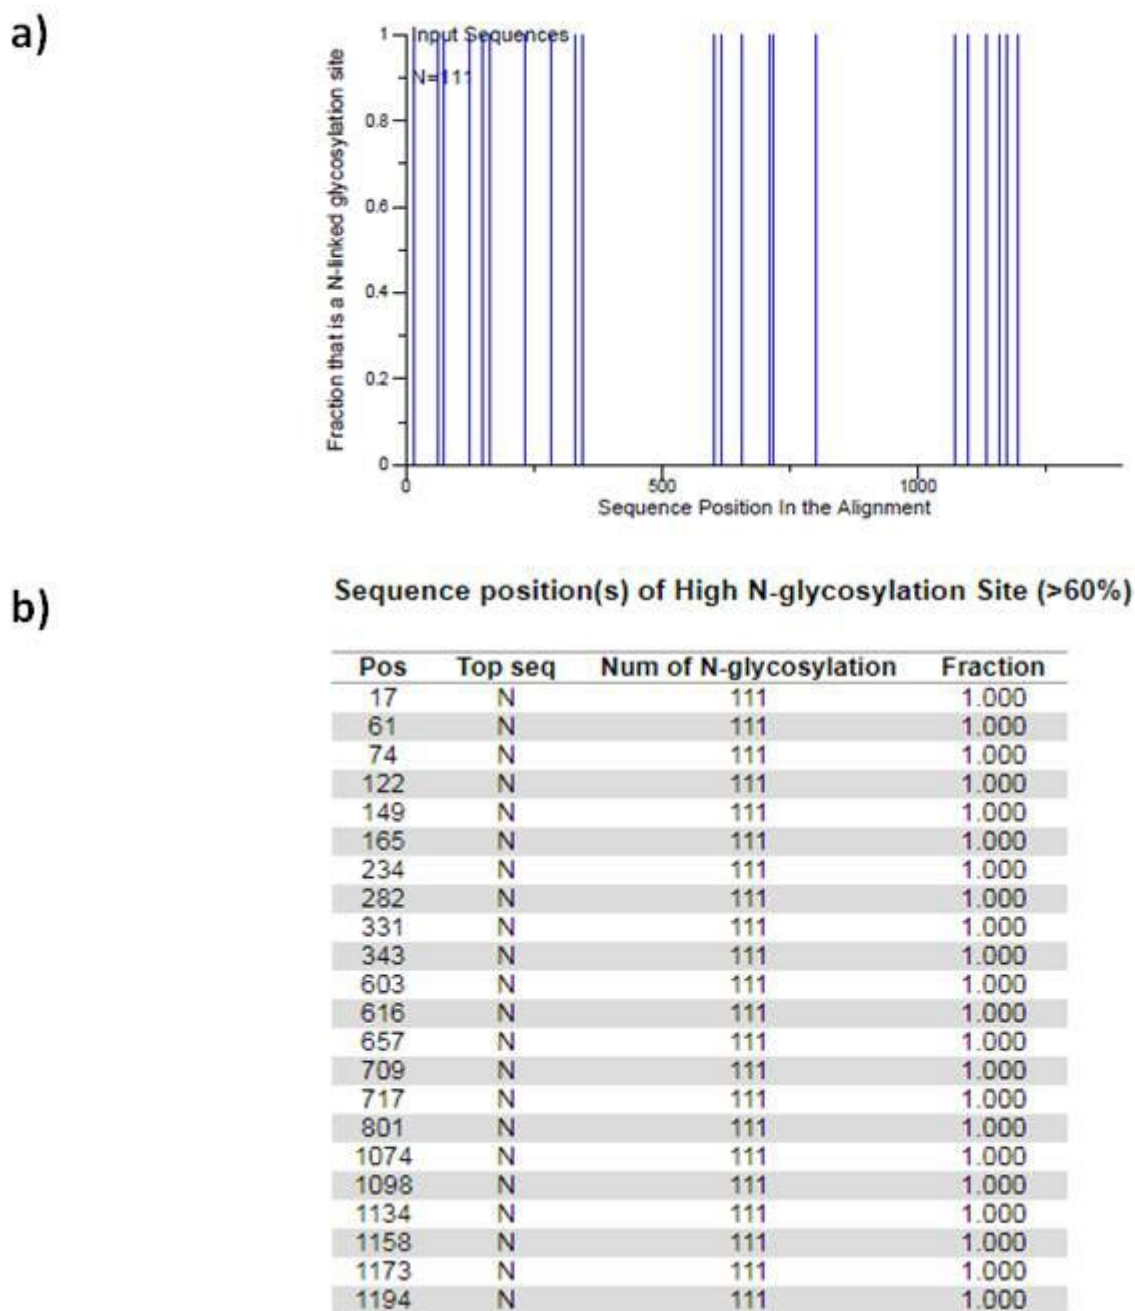 a)
Input Sequences
N=111
Fraction that is a N-linked glycosylation site
1
0.8
0.6
0.4
0.2
0
0 500 1000
Sequence Position In the Alignment
b)
Sequence position(s) of High N-glycosylation Site (>60%)
Pos Top seq Num of N-glycosylation Fraction
17 N 111 1.000
61 N 111 1.000
74 N 111 1.000
122 N 111 1.000
149 N 111 1.000
165 N 111 1.000
234 N 111 1.000
282 N 111 1.000
331 N 111 1.000
343 N 111 1.000
603 N 111 1.000
616 N 111 1.000
657 N 111 1.000
709 N 111 1.000
717 N 111 1.000
801 N 111 1.000
1074 N 111 1.000
1098 N 111 1.000
1134 N 111 1.000
1158 N 111 1.000
1173 N 111 1.000
1194 N 111 1.000